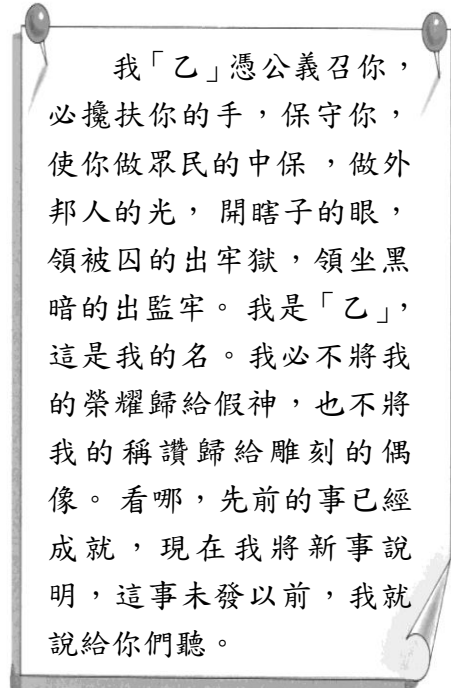 我「乙」憑公義召你，
必攙扶你的手，保守你，
使你做眾民的中保 ，做外
邦人的光， 開瞎子的眼，
領被囚的出牢獄，領坐黑
暗的出監牢。 我是「乙」，
這是我的名。我必不將我
的榮耀歸給假神，也不將
我的稱讚歸給雕刻的偶
像。 看哪，先前的事已經
成就 ，現在我將新事說
明，這事未發以前，我就
說給你們聽。